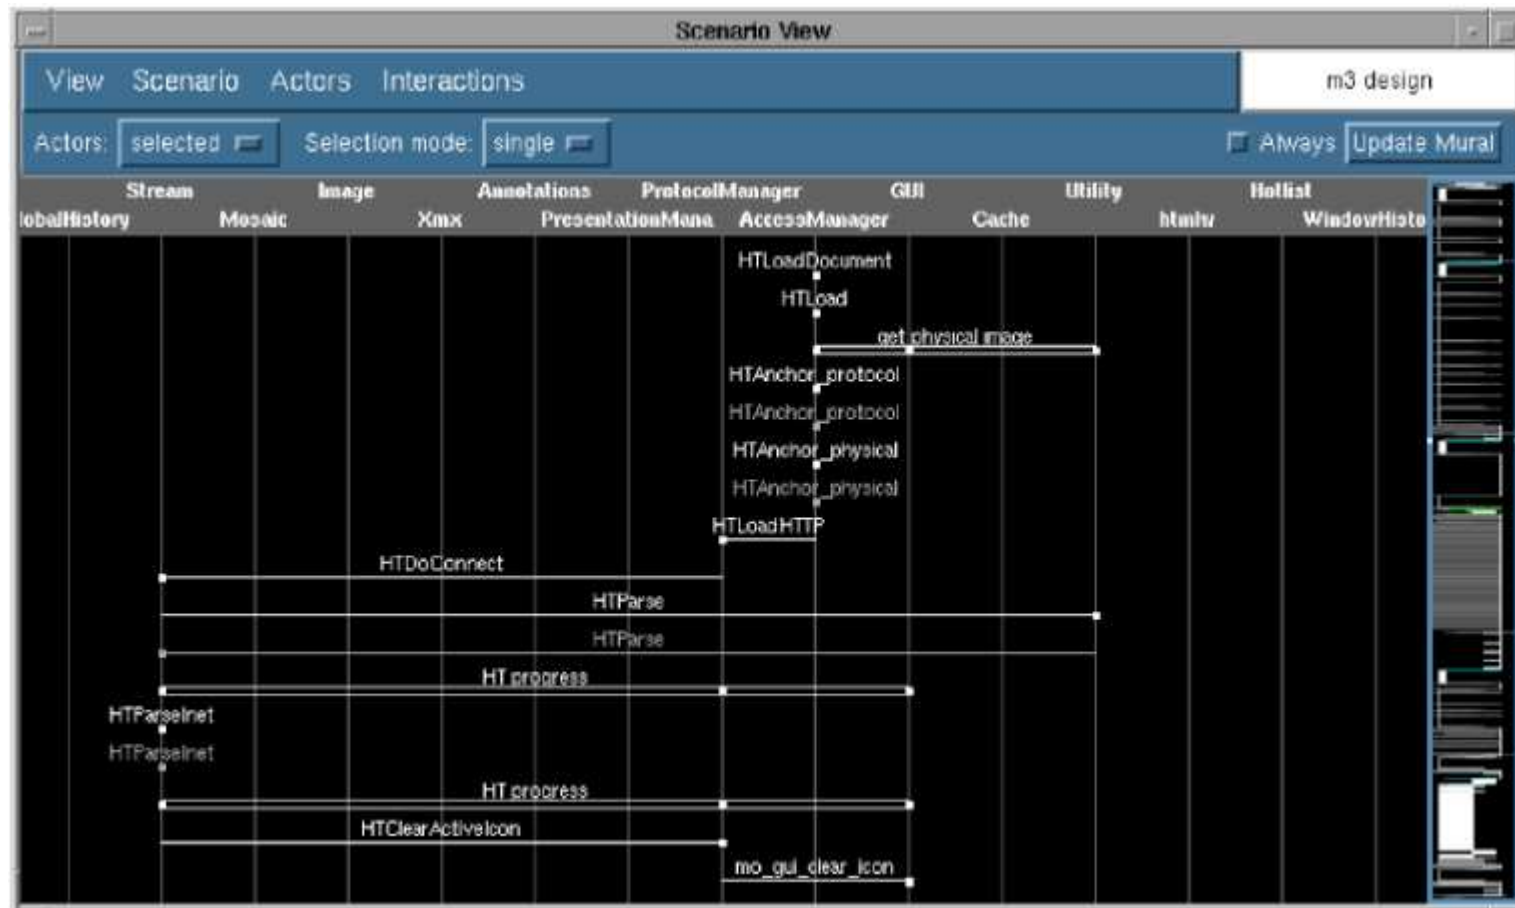 Scenario View
View Scenario Actors Interactions m3 design
Actors: selected Selection mode: single Always Update Mural
Stream Image Annotations ProtocolManager GUI Utility Hotlist
lobalHistory Mosaic Xmx PresentationMana AccessManager Cache htmlw WindowHisto
HTLoadDocument
HTLoad
get physical image
HTAnchor_protocol
HTAnchor_protocol
HTAnchor_physical
HTAnchor_physical
HTLoadHTTP
HTDoConnect
HTParse
HTParse
HT progress
HTParseInet
HTParseInet
HT progress
HTClearActiveIcon
mo_gui_clear_icon